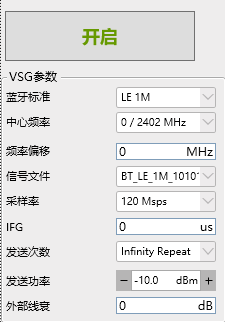 开启
VSG参数
蓝牙标准 LE 1M
中心频率 0 / 2402 MHz
频率偏移 0 MHz
信号文件 BT_LE_1M_1010
采样率 120 Msps
IFG 0 us
发送次数 Infinity Repeat
发送功率 − -10.0 dBm +
外部线衰 0 dB